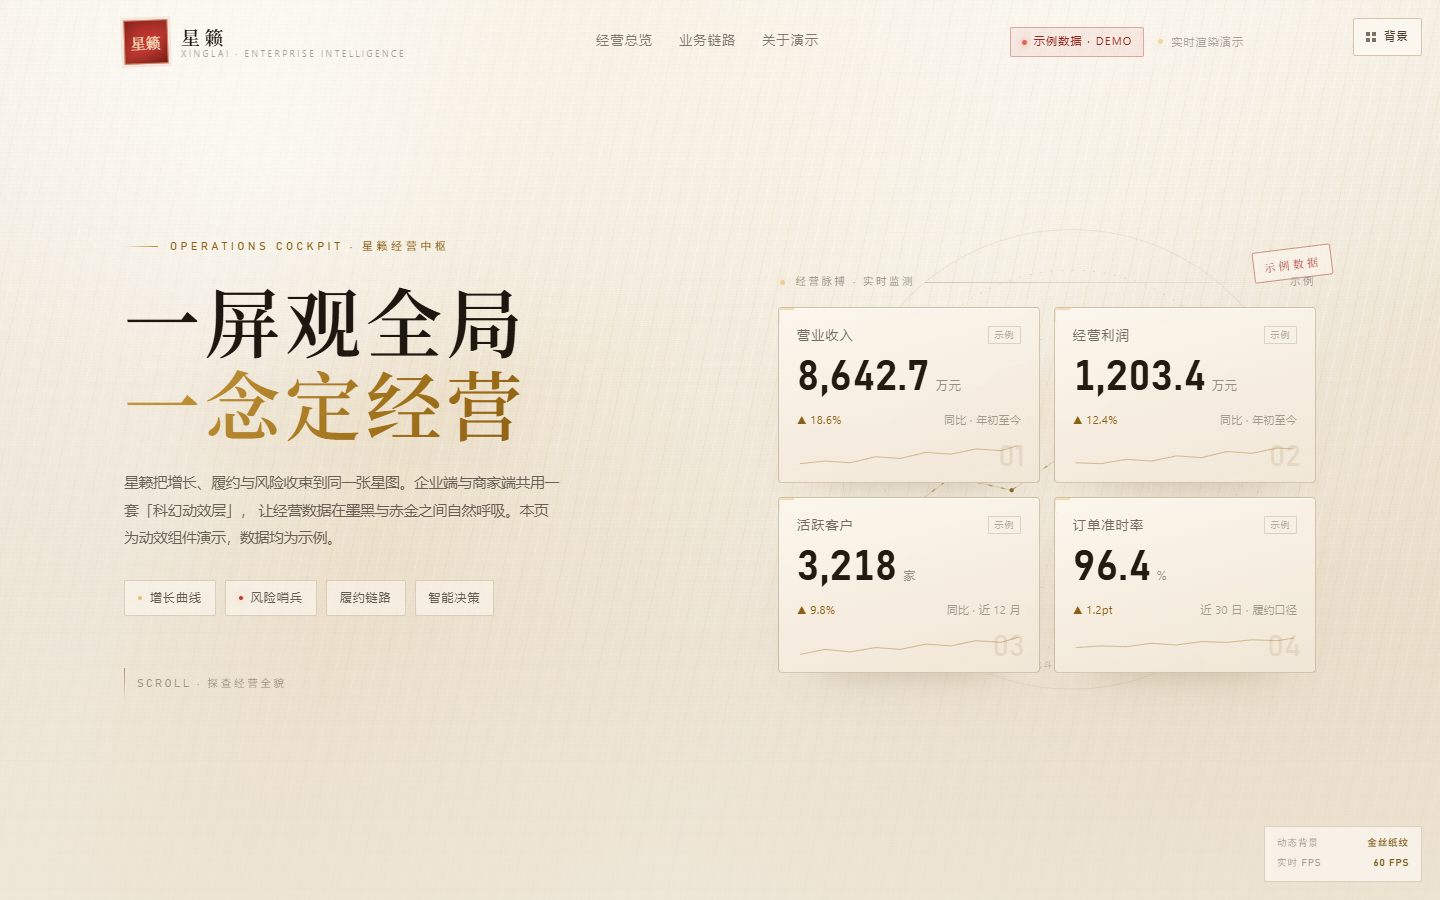 星籁
星籁
XINGLAI · ENTERPRISE INTELLIGENCE
经营总览
业务链路
关于演示
示例数据 · DEMO
实时渲染演示
背景
OPERATIONS COCKPIT · 星籁经营中枢
一屏观全局
一念定经营
星籁把增长、履约与风险收束到同一张星图。企业端与商家端共用一
套「科幻动效层」，让经营数据在墨黑与赤金之间自然呼吸。本页
为动效组件演示，数据均为示例。
增长曲线
风险哨兵
履约链路
智能决策
SCROLL · 探查经营全貌
经营脉搏 · 实时监测
示例数据
示例
营业收入
示例
8,642.7 万元
▲ 18.6%
同比 · 年初至今
01
经营利润
示例
1,203.4 万元
▲ 12.4%
同比 · 年初至今
02
活跃客户
示例
3,218 家
▲ 9.8%
同比 · 近 12 月
03
订单准时率
示例
96.4 %
▲ 1.2pt
近 30 日 · 履约口径
04
动态背景
金丝纸纹
实时 FPS
60 FPS